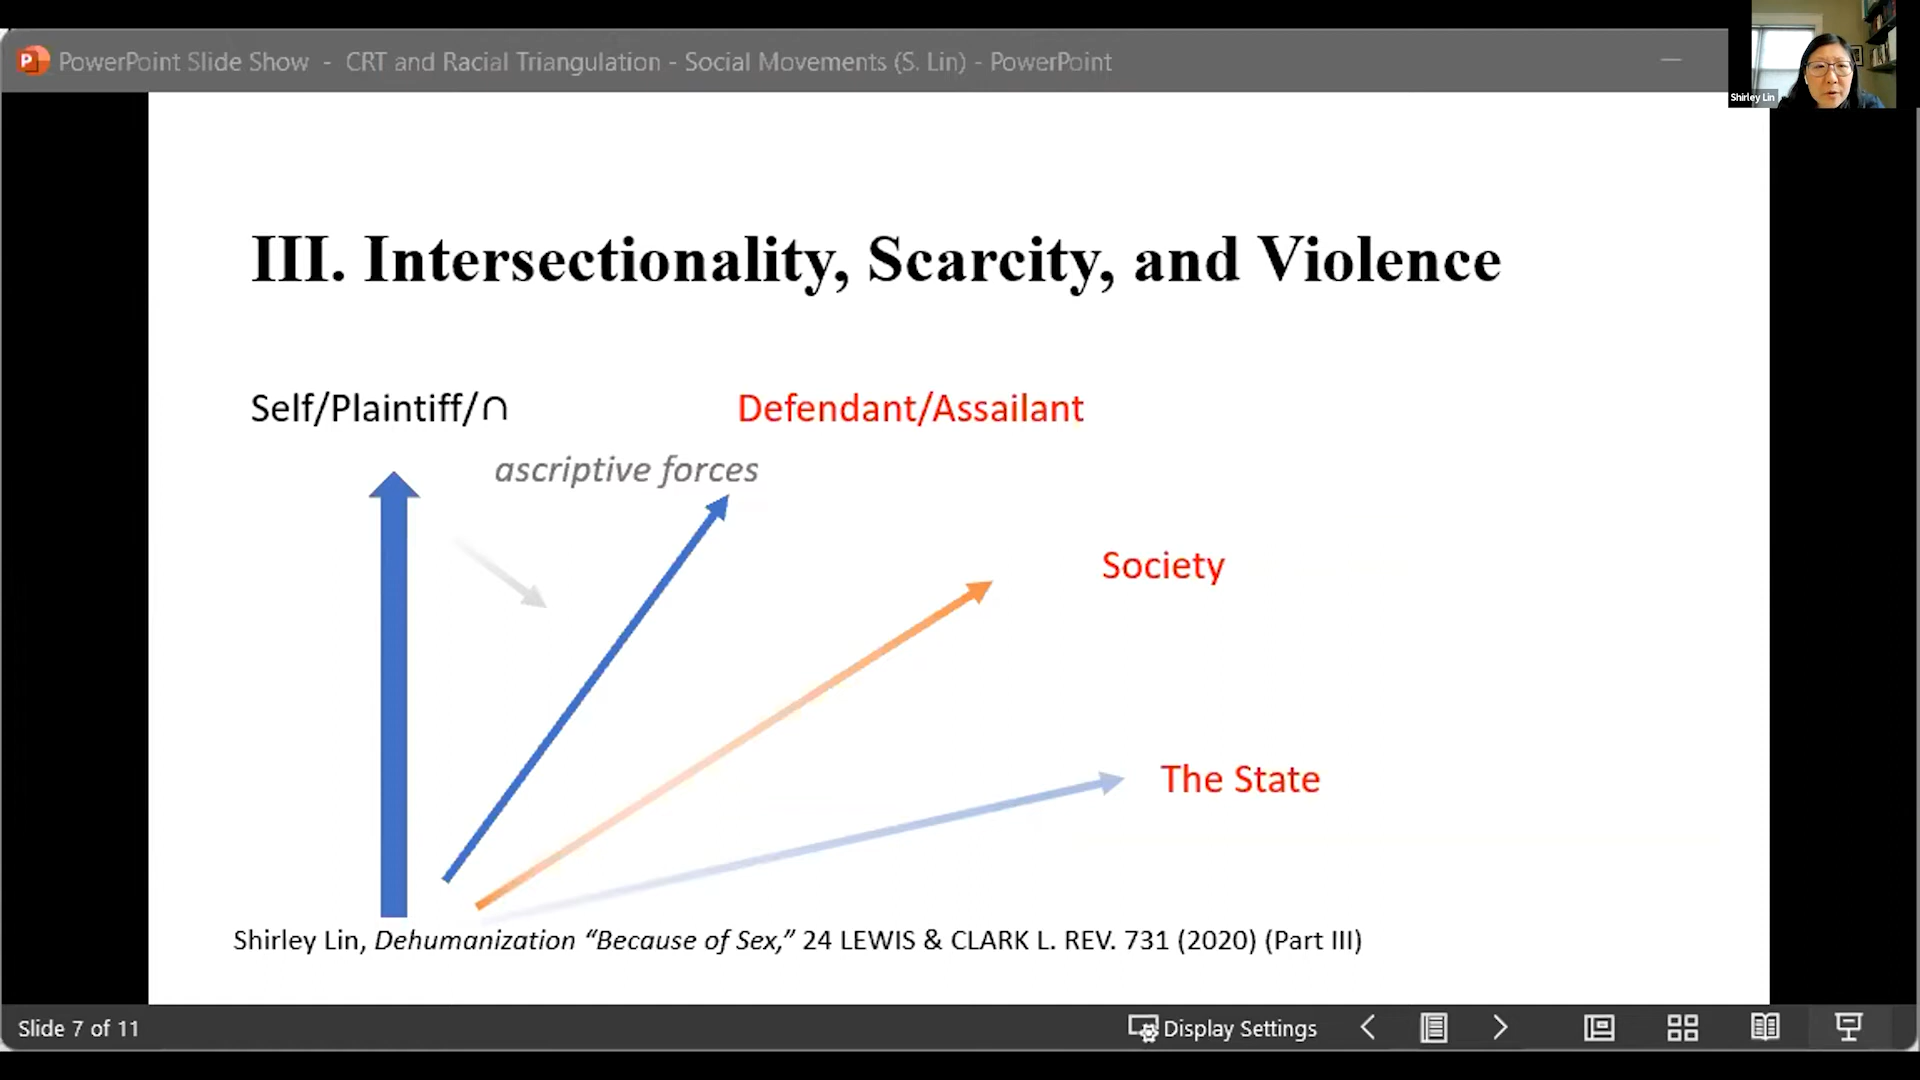 PowerPoint Slide Show - CRT and Racial Triangulation - Social Movements (S. Lin) - PowerPoint
Shirley Lin
III. Intersectionality, Scarcity, and Violence
Self/Plaintiff/∩
Defendant/Assailant
ascriptive forces
Society
The State
Shirley Lin, Dehumanization “Because of Sex,” 24 LEWIS & CLARK L. REV. 731 (2020) (Part III)
Slide 7 of 11
Display Settings